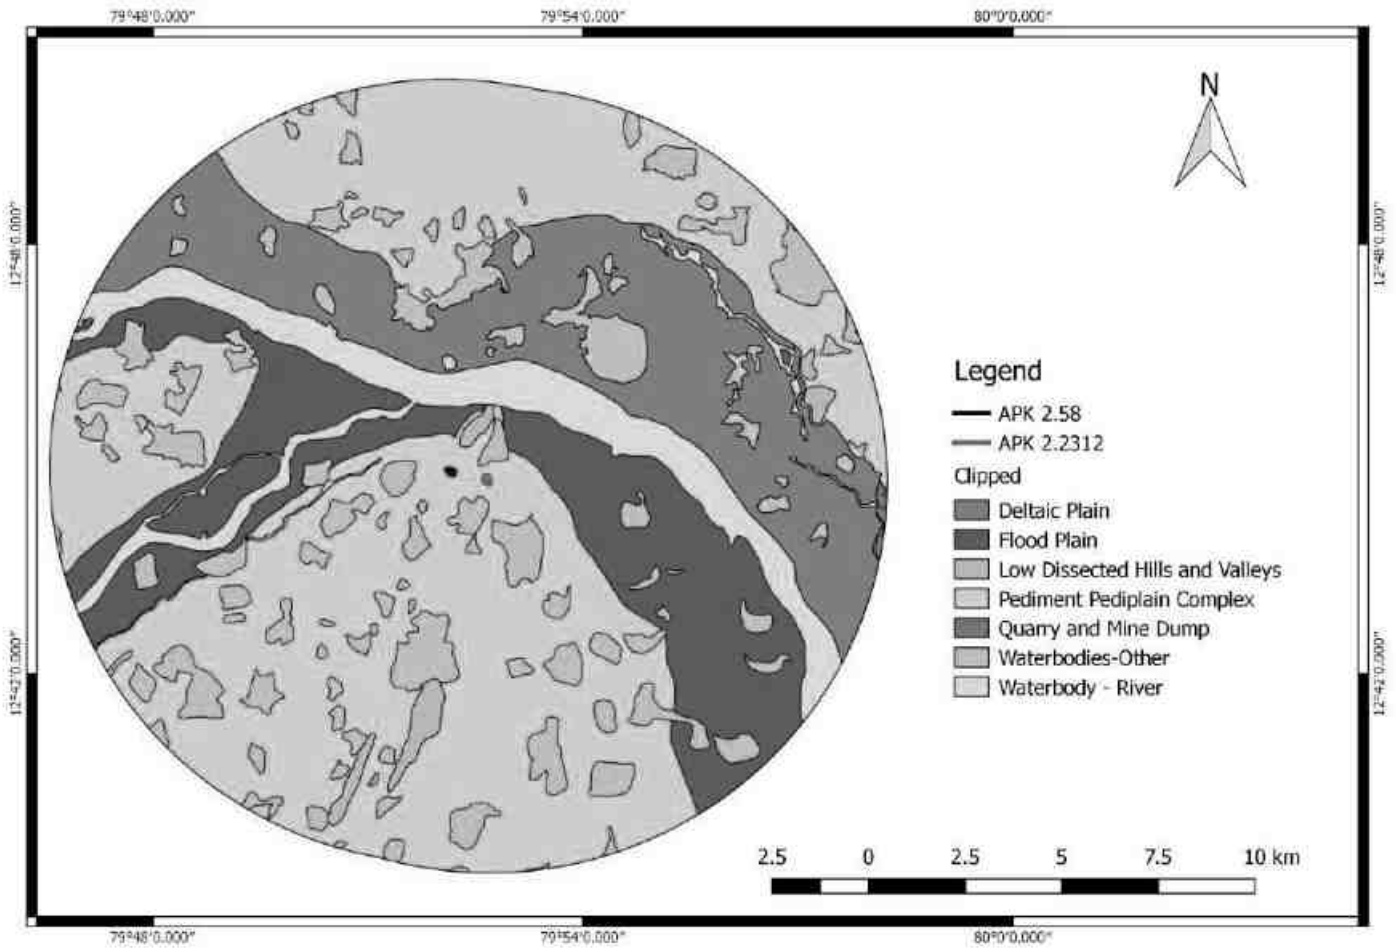 79°48'0.000" 79°54'0.000" 80°0'0.000"
N
12°48'0.000" 12°48'0.000"
Legend
APK 2.58
APK 2.2312
Clipped
Deltaic Plain
Flood Plain
Low Dissected Hills and Valleys
Pediment Pediplain Complex
Quarry and Mine Dump
Waterbodies-Other
Waterbody - River
12°42'0.000" 12°42'0.000"
2.5 0 2.5 5 7.5 10 km
79°48'0.000" 79°54'0.000" 80°0'0.000"